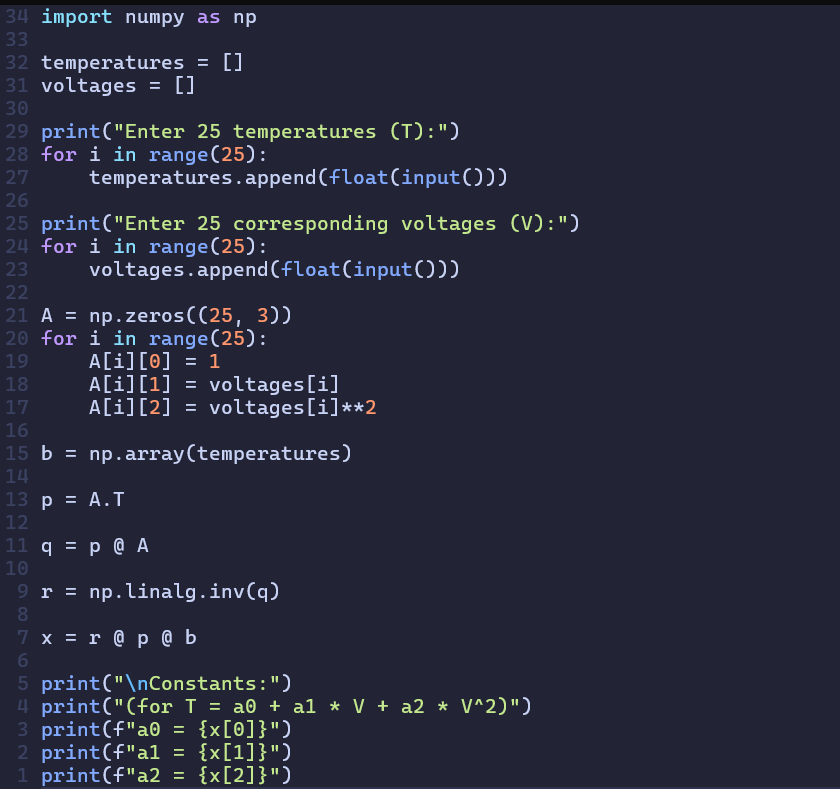 34 import numpy as np
33
32 temperatures = []
31 voltages = []
30
29 print("Enter 25 temperatures (T):")
28 for i in range(25):
27     temperatures.append(float(input()))
26
25 print("Enter 25 corresponding voltages (V):")
24 for i in range(25):
23     voltages.append(float(input()))
22
21 A = np.zeros((25, 3))
20 for i in range(25):
19     A[i][0] = 1
18     A[i][1] = voltages[i]
17     A[i][2] = voltages[i]**2
16
15 b = np.array(temperatures)
14
13 p = A.T
12
11 q = p @ A
10
9 r = np.linalg.inv(q)
8
7 x = r @ p @ b
6
5 print("\nConstants:")
4 print("(for T = a0 + a1 * V + a2 * V^2)")
3 print(f"a0 = {x[0]}")
2 print(f"a1 = {x[1]}")
1 print(f"a2 = {x[2]}")